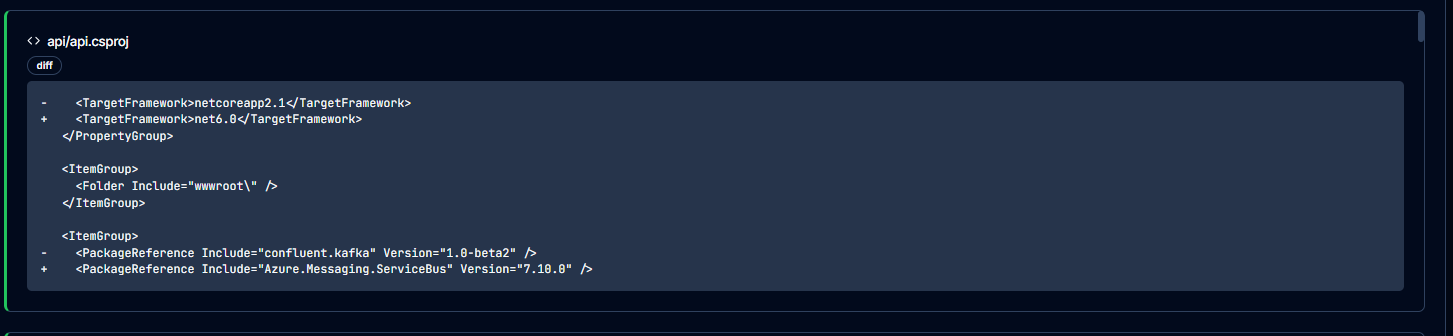 <> api/api.csproj
diff
-    <TargetFramework>netcoreapp2.1</TargetFramework>
+    <TargetFramework>net6.0</TargetFramework>
   </PropertyGroup>
   <ItemGroup>
     <Folder Include="wwwroot\" />
   </ItemGroup>
   <ItemGroup>
-    <PackageReference Include="confluent.kafka" Version="1.0-beta2" />
+    <PackageReference Include="Azure.Messaging.ServiceBus" Version="7.10.0" />